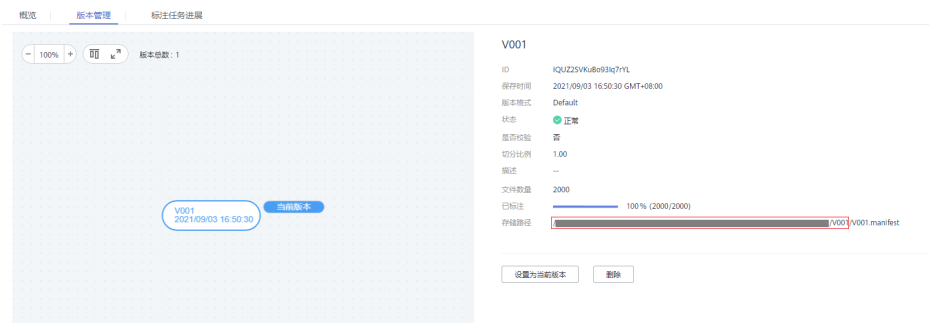 概览 版本管理 标注任务进展
- 100% + 版本总数：1
V001
2021/09/03 16:50:30
当前版本
V001
ID IQUZ2SVKuBo93Iq7rYL
保存时间 2021/09/03 16:50:30 GMT+08:00
版本格式 Default
状态 正常
是否校验 否
切分比例 1.00
描述 --
文件数量 2000
已标注 100% (2000/2000)
存储路径 / /V001/V001.manifest
设置为当前版本 删除